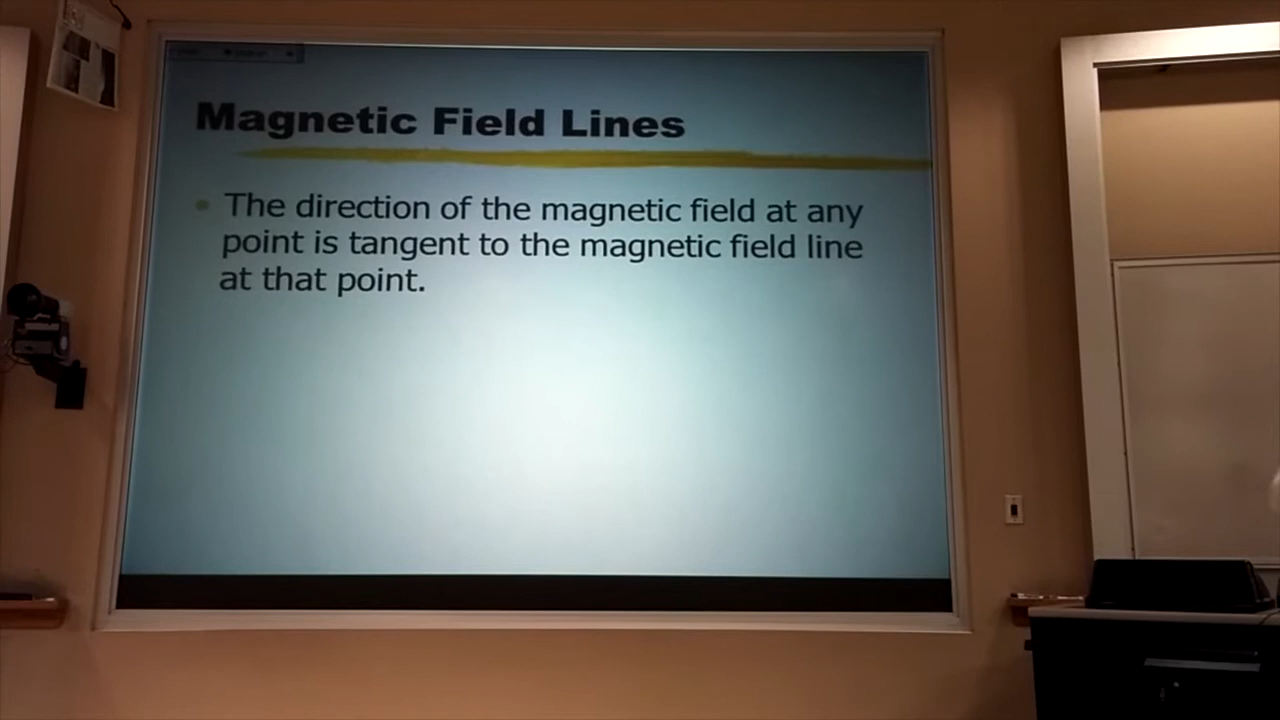 Magnetic Field Lines
The direction of the magnetic field at any
point is tangent to the magnetic field line
at that point.